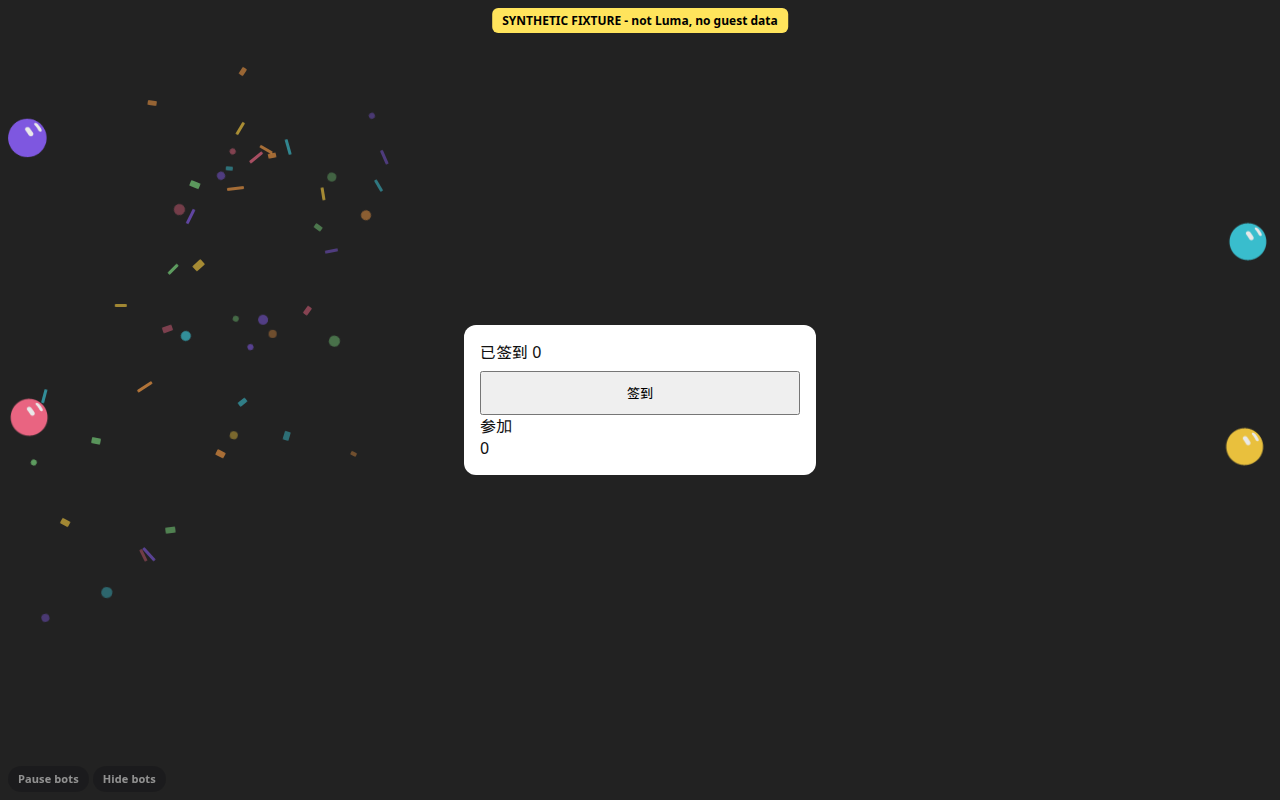 SYNTHETIC FIXTURE - not Luma, no guest data
已签到 0
签到
参加
0
Pause bots
Hide bots